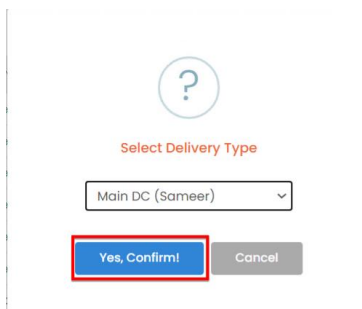 ?
Select Delivery Type
Main DC (Sameer)
Yes, Confirm! Cancel